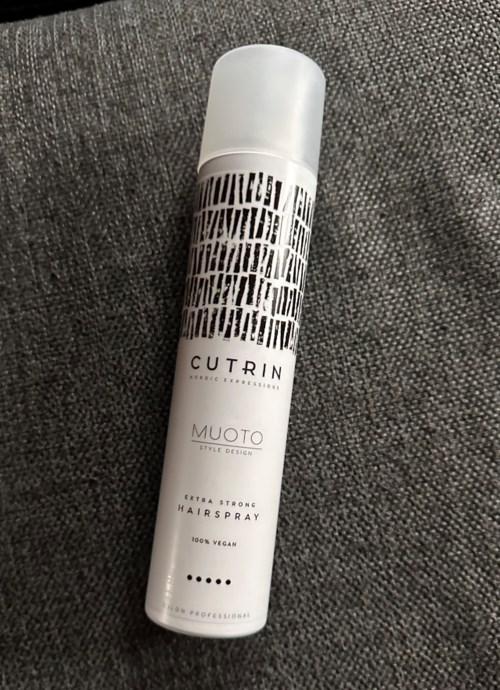 CUTRIN
NORDIC EXPRESSIONS
MUOTO
STYLE DESIGN
EXTRA STRONG
HAIRSPRAY
100% VEGAN
SALON PROFESSIONAL